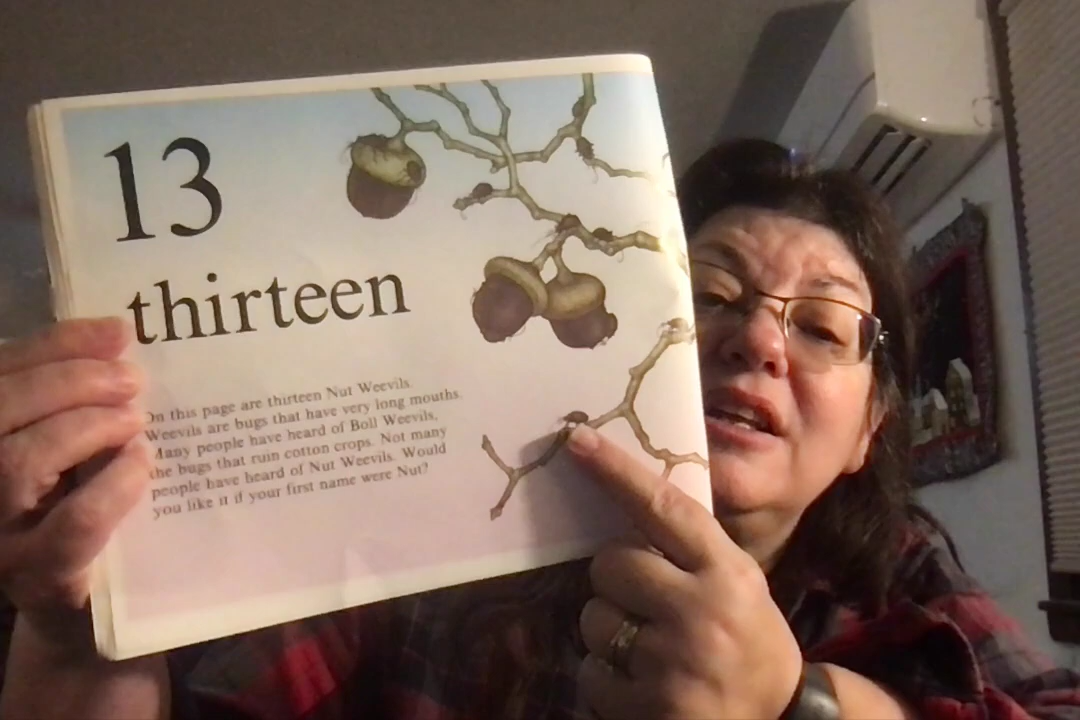 13
thirteen
On this page are thirteen Nut Weevils.
Weevils are bugs that have very long mouths.
Many people have heard of Boll Weevils,
the bugs that ruin cotton crops. Not many
people have heard of Nut Weevils. Would
you like it if your first name were Nut?